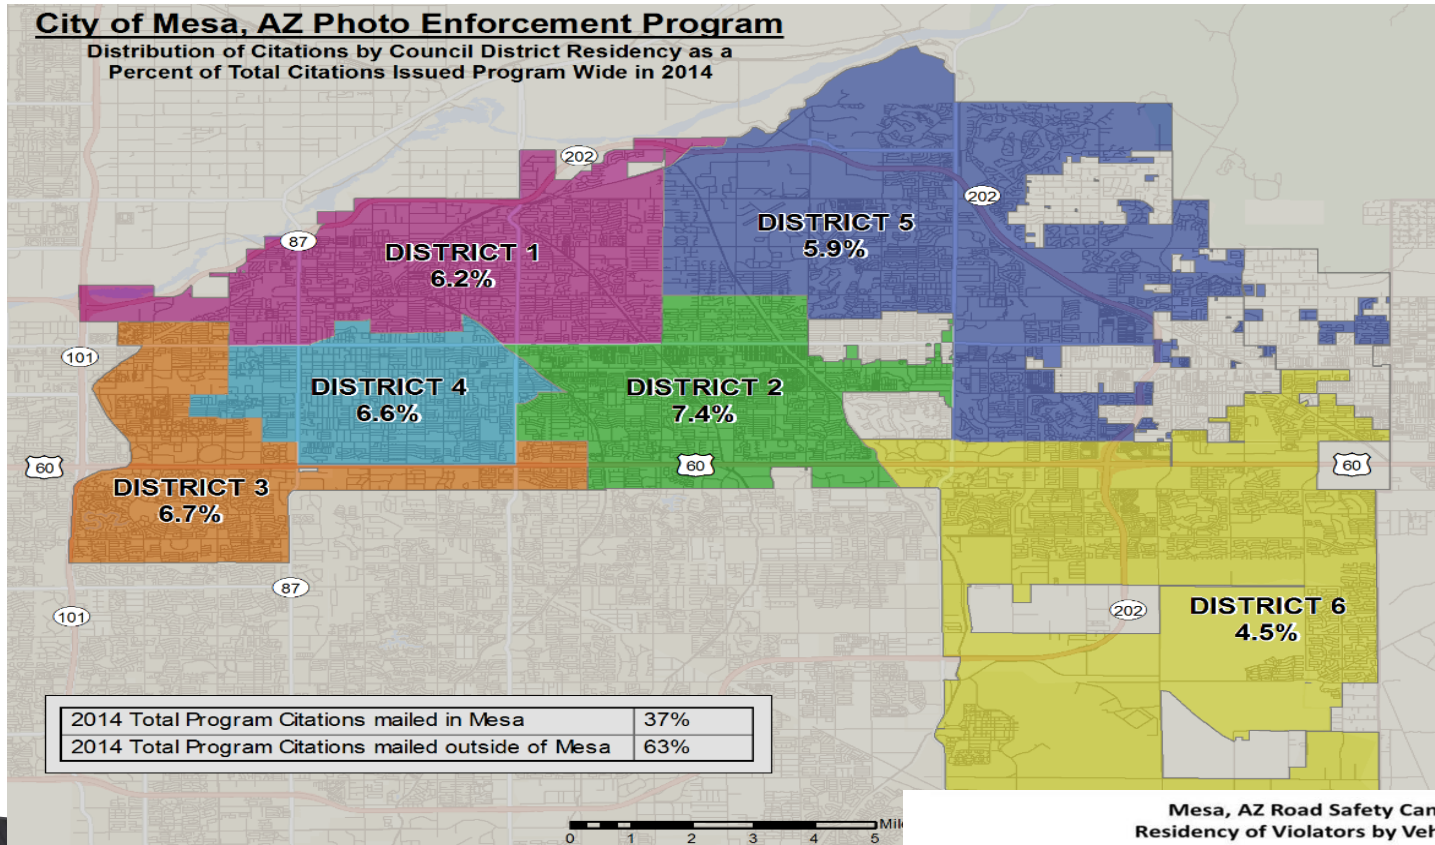 City of Mesa, AZ Photo Enforcement Program
Distribution of Citations by Council District Residency as a
Percent of Total Citations Issued Program Wide in 2014
202
202
DISTRICT 5
5.9%
87
DISTRICT 1
6.2%
101
DISTRICT 4
6.6%
DISTRICT 2
7.4%
60
60
60
DISTRICT 3
6.7%
87
101
202
DISTRICT 6
4.5%
2014 Total Program Citations mailed in Mesa 37%
2014 Total Program Citations mailed outside of Mesa 63%
0 1 2 3 4 5
Mesa, AZ Road Safety
Residency of Violators by